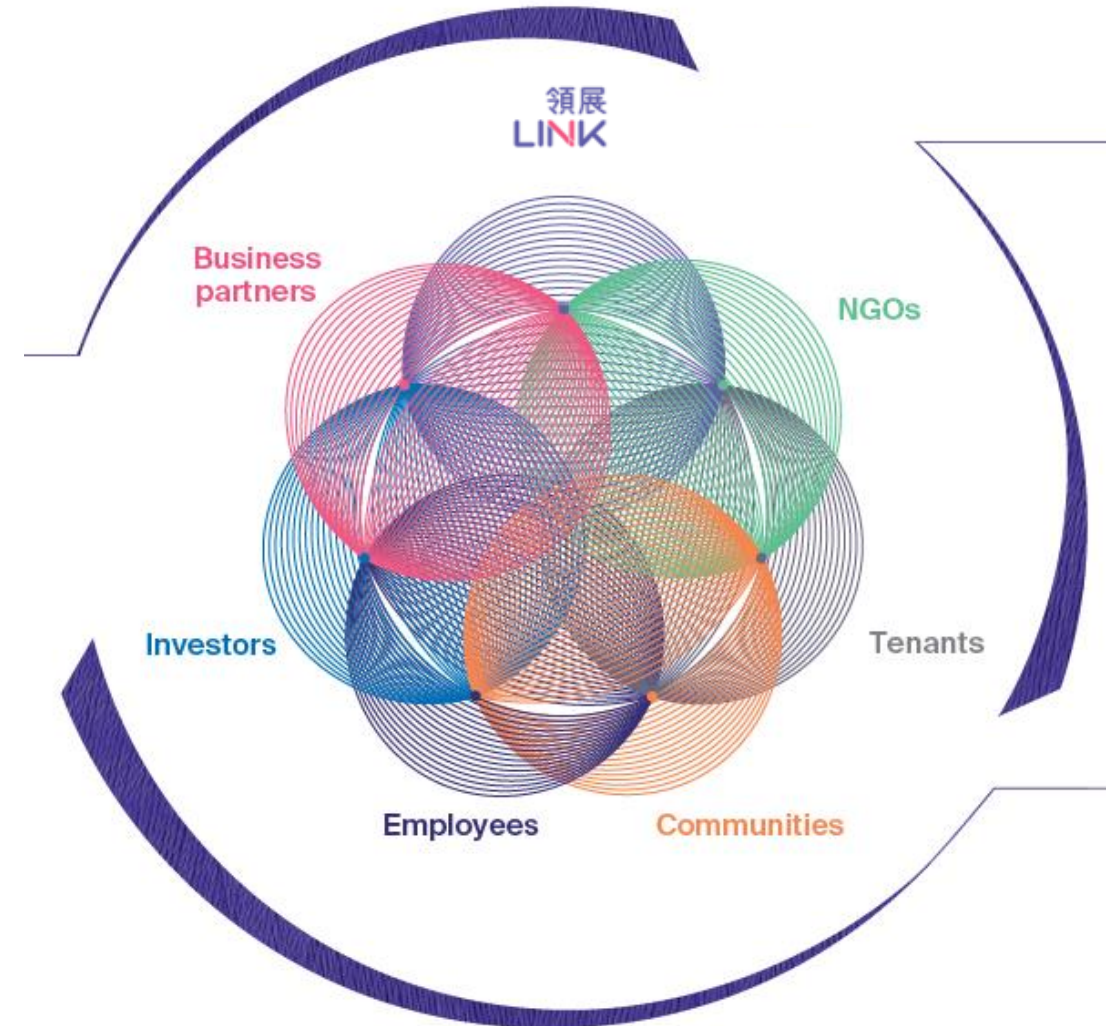 領展
LINK
Business
partners
NGOs
Investors
Tenants
Employees
Communities